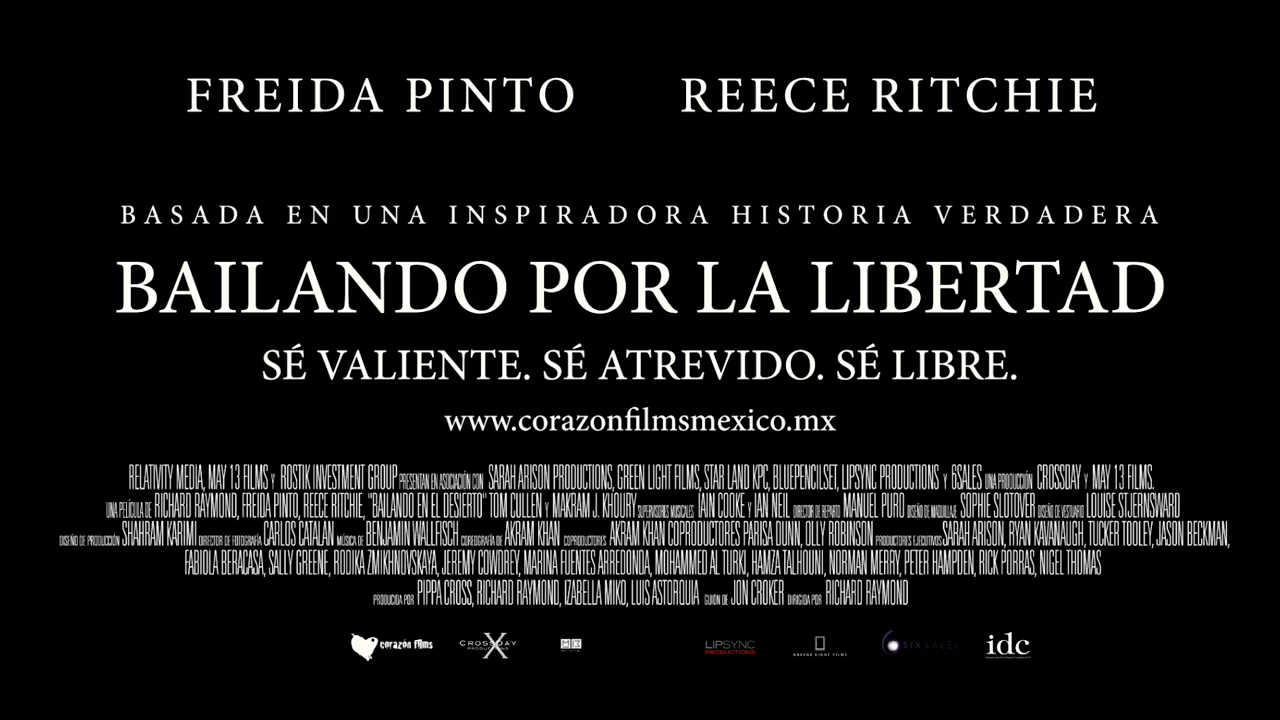 FREIDA PINTO REECE RITCHIE
BASADA EN UNA INSPIRADORA HISTORIA VERDADERA
BAILANDO POR LA LIBERTAD
SÉ VALIENTE. SÉ ATREVIDO. SÉ LIBRE.
www.corazonfilmsmexico.mx
RELATIVITY MEDIA, MAY 13 FILMS Y ROSTIK INVESTMENT GROUP PRESENTAN EN ASOCIACIÓN CON SARAH ARISON PRODUCTIONS, GREEN LIGHT FILMS, STAR LAND KPC, BLUEPENCILSET, LIPSYNC PRODUCTIONS Y 6SALES UNA PRODUCCIÓN CROSSDAY Y MAY 13 FILMS.
UNA PELÍCULA DE RICHARD RAYMOND, FREIDA PINTO, REECE RITCHIE, "BAILANDO EN EL DESIERTO" TOM CULLEN Y MAKRAM J. KHOURY SUPERVISORES MUSICALES IAIN COOKE Y IAN NEIL DIRECTOR DE REPARTO MANUEL PURO DISEÑO DE MAQUILLAJE SOPHIE SLOTOVER DISEÑO DE VESTUARIO LOUISE STJERNSWARD
DISEÑO DE PRODUCCIÓN SHAHRAM KARIMI DIRECTOR DE FOTOGRAFÍA CARLOS CATALAN MÚSICA DE BENJAMIN WALLFISCH COREOGRAFÍA DE AKRAM KHAN COPRODUCTORES AKRAM KHAN COPRODUCTORES PARISA DUNN, OLLY ROBINSON PRODUCTORES EJECUTIVOS SARAH ARISON, RYAN KAVANAUGH, TUCKER TOOLEY, JASON BECKMAN,
FABIOLA BERACASA, SALLY GREENE, RODIKA ZMIKHNOVSKAYA, JEREMY COWDREY, MARINA FUENTES ARREDONDA, MOHAMMED AL TURKI, HAMZA TALHOUNI, NORMAN MERRY, PETER HAMPDEN, RICK PORRAS, NIGEL THOMAS
PRODUCIDA POR PIPPA CROSS, RICHARD RAYMOND, IZABELLA MIKO, LUIS ASTORQUIA GUIÓN DE JON CROKER DIRIGIDA POR RICHARD RAYMOND
corazón films CROSSDAY PRODUCTIONS X LIPSYNC PRODUCTIONS GREENE LIGHT FILMS SIXSALES idc